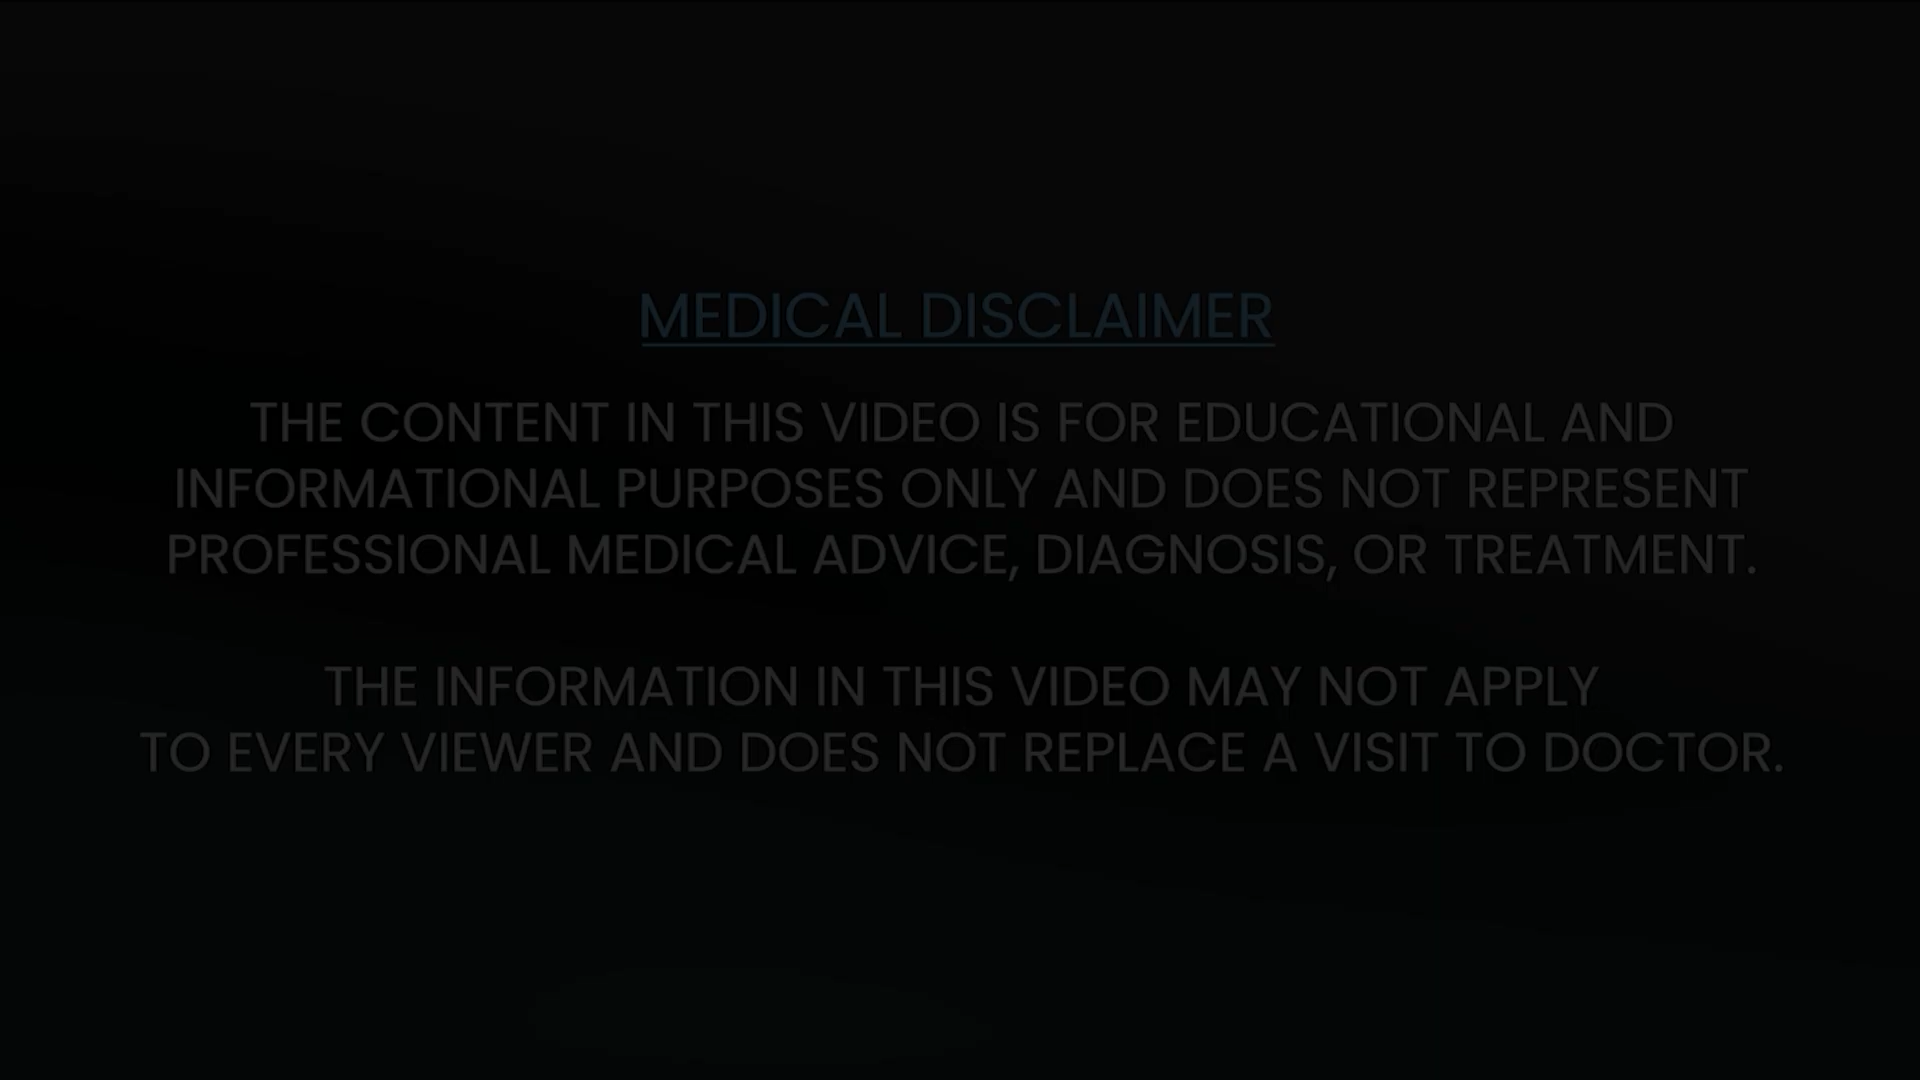 MEDICAL DISCLAIMER
THE CONTENT IN THIS VIDEO IS FOR EDUCATIONAL AND
INFORMATIONAL PURPOSES ONLY AND DOES NOT REPRESENT
PROFESSIONAL MEDICAL ADVICE, DIAGNOSIS, OR TREATMENT.
THE INFORMATION IN THIS VIDEO MAY NOT APPLY
TO EVERY VIEWER AND DOES NOT REPLACE A VISIT TO DOCTOR.